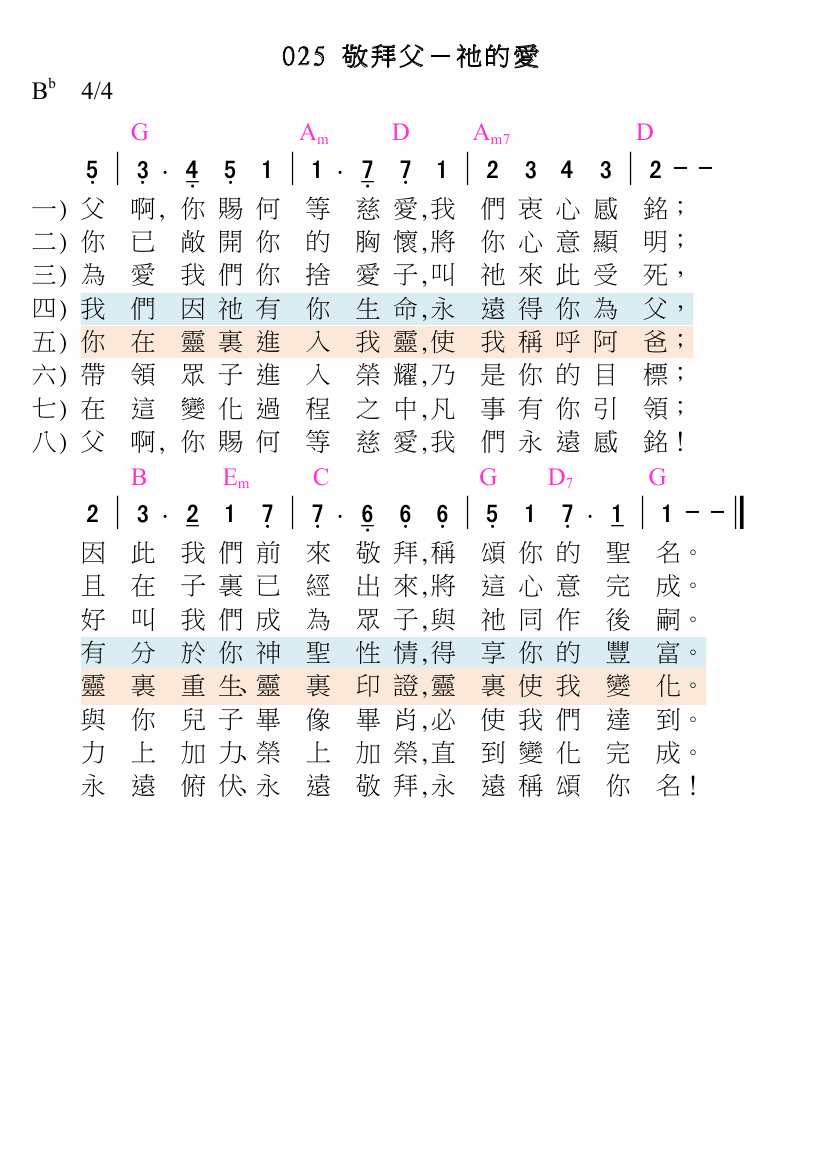 025 敬拜父－祂的愛
Bb 4/4
G Am D Am7 D
5 | 3 · 4 5 1 | 1 · 7 7 1 | 2 3 4 3 | 2 － －
一) 父啊,你賜何等慈愛,我們衷心感銘；
二) 你已敞開你的胸懷,將你心意顯明；
三) 為愛我們你捨愛子,叫祂來此受死，
四) 我們因祂有你生命,永遠得你為父，
五) 你在靈裏進入我靈,使我稱呼阿爸；
六) 帶領眾子進入榮耀,乃是你的目標；
七) 在這變化過程之中,凡事有你引領；
八) 父啊,你賜何等慈愛,我們永遠感銘！
B Em C G D7 G
2 | 3 · 2 1 7 | 7 · 6 6 6 | 5 1 7 · 1 | 1 － － ‖
因此我們前來敬拜,稱頌你的聖名。
且在子裏已經出來,將這心意完成。
好叫我們成為眾子,與祂同作後嗣。
有分於你神聖性情,得享你的豐富。
靈裏重生、靈裏印證,靈裏使我變化。
與你兒子畢像畢肖,必使我們達到。
力上加力、榮上加榮,直到變化完成。
永遠俯伏、永遠敬拜,永遠稱頌你名！